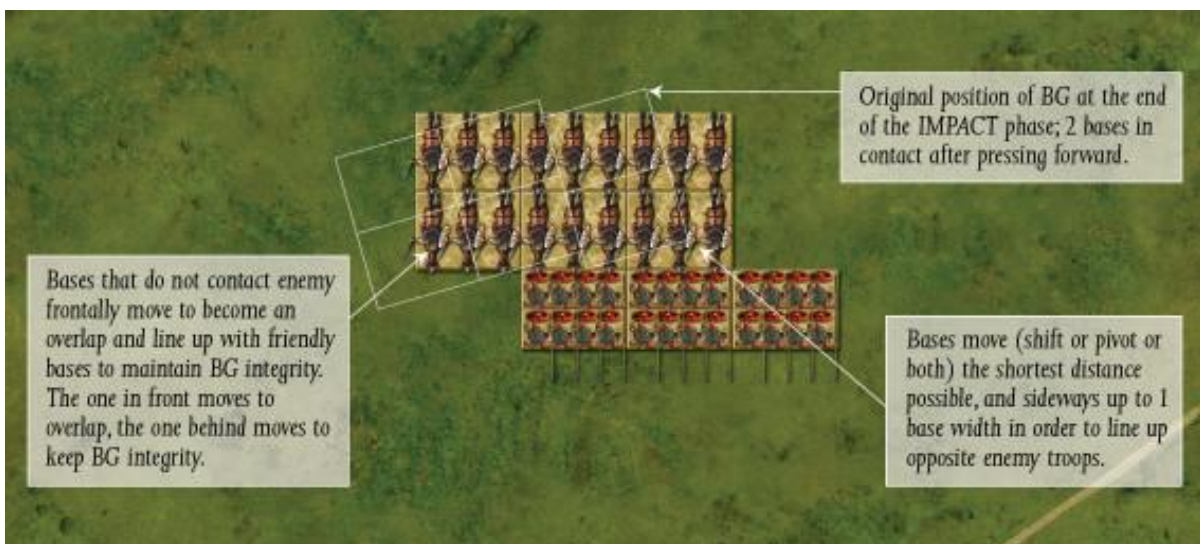 Original position of BG at the end
of the IMPACT phase; 2 bases in
contact after pressing forward.
Bases that do not contact enemy
frontally move to become an
overlap and line up with friendly
bases to maintain BG integrity.
The one in front moves to
overlap, the one behind moves to
keep BG integrity.
Bases move (shift or pivot or
both) the shortest distance
possible, and sideways up to 1
base width in order to line up
opposite enemy troops.